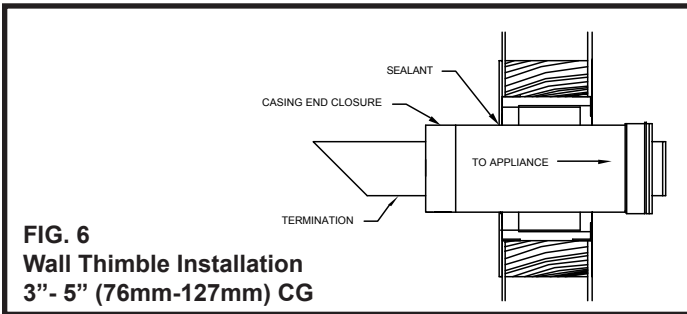 SEALANT
CASING END CLOSURE
TO APPLIANCE
TERMINATION
FIG. 6
Wall Thimble Installation
3”- 5” (76mm-127mm) CG